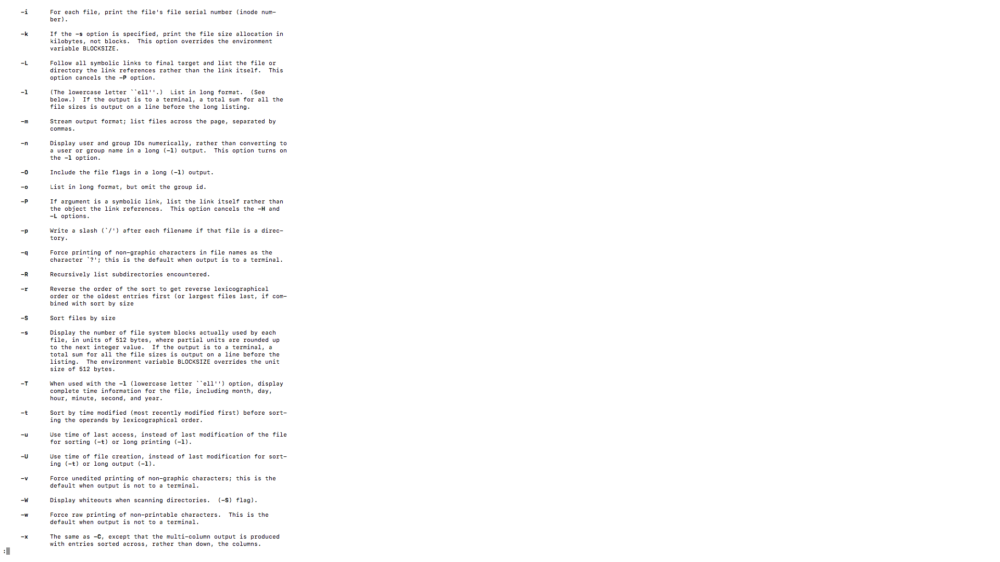 -i      For each file, print the file's file serial number (inode num-
        ber).
-k      If the -s option is specified, print the file size allocation in
        kilobytes, not blocks.  This option overrides the environment
        variable BLOCKSIZE.
-L      Follow all symbolic links to final target and list the file or
        directory the link references rather than the link itself.  This
        option cancels the -P option.
-l      (The lowercase letter ``ell''.)  List in long format.  (See
        below.)  If the output is to a terminal, a total sum for all the
        file sizes is output on a line before the long listing.
-m      Stream output format; list files across the page, separated by
        commas.
-n      Display user and group IDs numerically, rather than converting to
        a user or group name in a long (-l) output.  This option turns on
        the -l option.
-O      Include the file flags in a long (-l) output.
-o      List in long format, but omit the group id.
-P      If argument is a symbolic link, list the link itself rather than
        the object the link references.  This option cancels the -H and
        -L options.
-p      Write a slash (`/') after each filename if that file is a direc-
        tory.
-q      Force printing of non-graphic characters in file names as the
        character `?'; this is the default when output is to a terminal.
-R      Recursively list subdirectories encountered.
-r      Reverse the order of the sort to get reverse lexicographical
        order or the oldest entries first (or largest files last, if com-
        bined with sort by size
-S      Sort files by size
-s      Display the number of file system blocks actually used by each
        file, in units of 512 bytes, where partial units are rounded up
        to the next integer value.  If the output is to a terminal, a
        total sum for all the file sizes is output on a line before the
        listing.  The environment variable BLOCKSIZE overrides the unit
        size of 512 bytes.
-T      When used with the -l (lowercase letter ``ell'') option, display
        complete time information for the file, including month, day,
        hour, minute, second, and year.
-t      Sort by time modified (most recently modified first) before sort-
        ing the operands by lexicographical order.
-u      Use time of last access, instead of last modification of the file
        for sorting (-t) or long printing (-l).
-U      Use time of file creation, instead of last modification for sort-
        ing (-t) or long output (-l).
-v      Force unedited printing of non-graphic characters; this is the
        default when output is not to a terminal.
-W      Display whiteouts when scanning directories.  (-S) flag).
-w      Force raw printing of non-printable characters.  This is the
        default when output is not to a terminal.
-x      The same as -C, except that the multi-column output is produced
        with entries sorted across, rather than down, the columns.
: